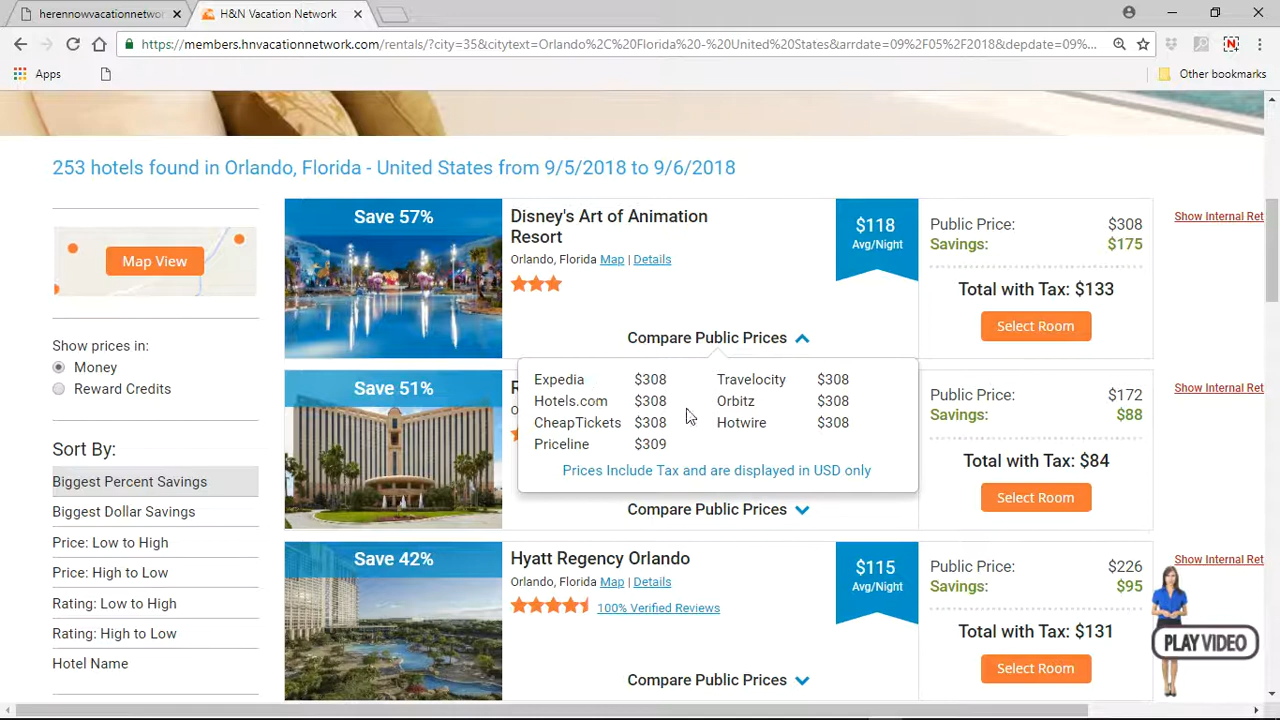 herennowvacationnetwo
H&N Vacation Network
https://members.hnvacationnetwork.com/rentals/?city=35&citytext=Orlando%2C%20Florida%20-%20United%20States&arrdate=09%2F05%2F2018&depdate=09%...
Apps
Other bookmarks
253 hotels found in Orlando, Florida - United States from 9/5/2018 to 9/6/2018
Map View
Show prices in:
Money
Reward Credits
Sort By:
Biggest Percent Savings
Biggest Dollar Savings
Price: Low to High
Price: High to Low
Rating: Low to High
Rating: High to Low
Hotel Name
Save 57%
Disney's Art of Animation
Resort
Orlando, Florida Map | Details
Compare Public Prices
$118
Avg/Night
Public Price: $308
Savings: $175
Total with Tax: $133
Select Room
Show Internal Ret
Expedia $308 Travelocity $308
Hotels.com $308 Orbitz $308
CheapTickets $308 Hotwire $308
Priceline $309
Prices Include Tax and are displayed in USD only
Save 51%
R
O
Compare Public Prices
Public Price: $172
Savings: $88
Total with Tax: $84
Select Room
Show Internal Ret
Save 42%
Hyatt Regency Orlando
Orlando, Florida Map | Details
100% Verified Reviews
Compare Public Prices
$115
Avg/Night
Public Price: $226
Savings: $95
Total with Tax: $131
Select Room
Show Internal Ret
PLAY VIDEO